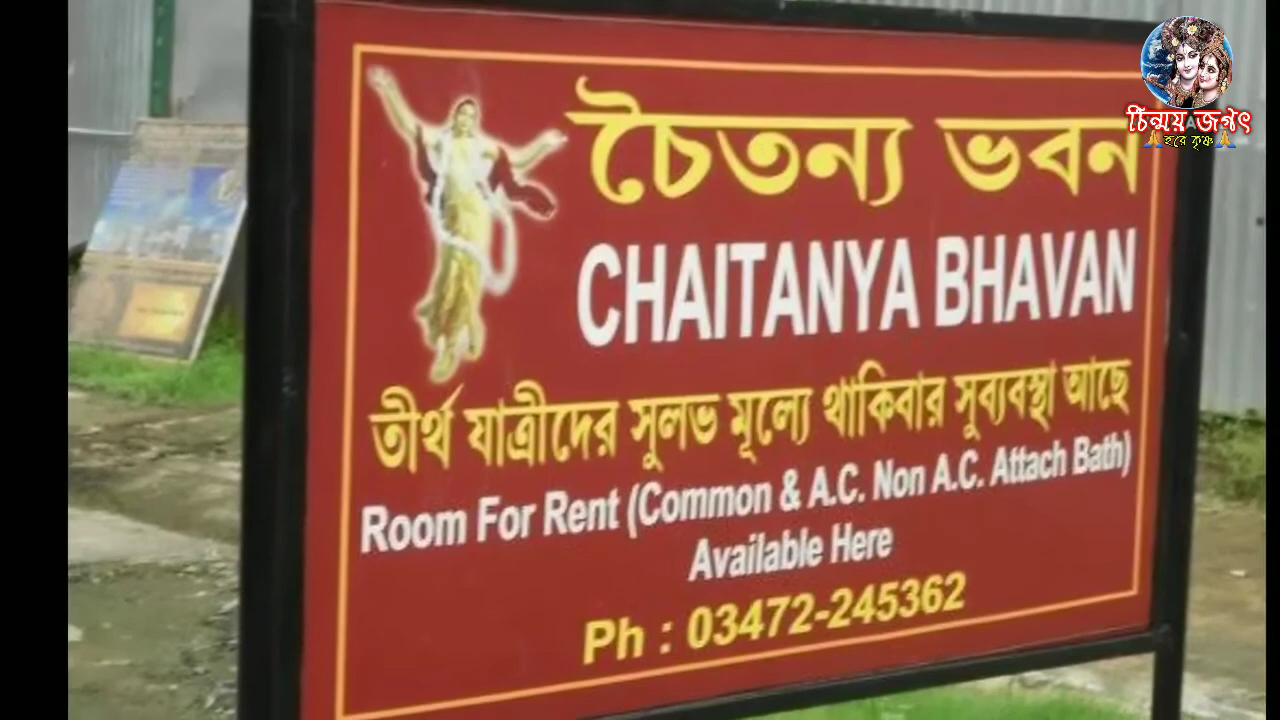 চৈতন্য ভবন
CHAITANYA BHAVAN
তীর্থ যাত্রীদের সুলভ মূল্যে থাকিবার সুব্যবস্থা আছে
Room For Rent (Common & A.C. Non A.C. Attach Bath)
Available Here
Ph : 03472-245362
চিন্ময় জগৎ
হরে কৃষ্ণ